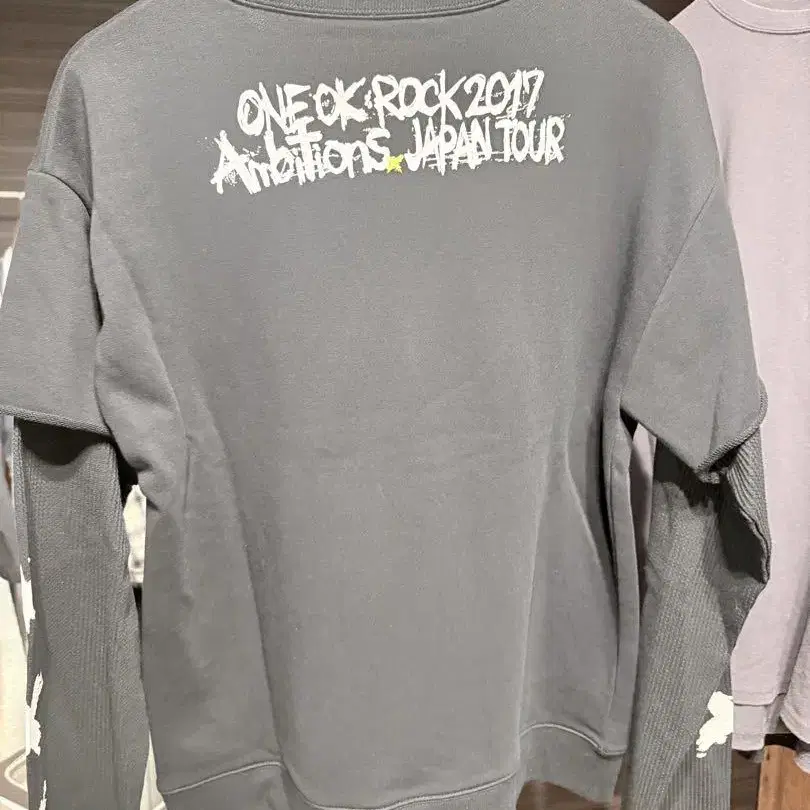 ONE OK ROCK 2017
Ambitions JAPAN TOUR